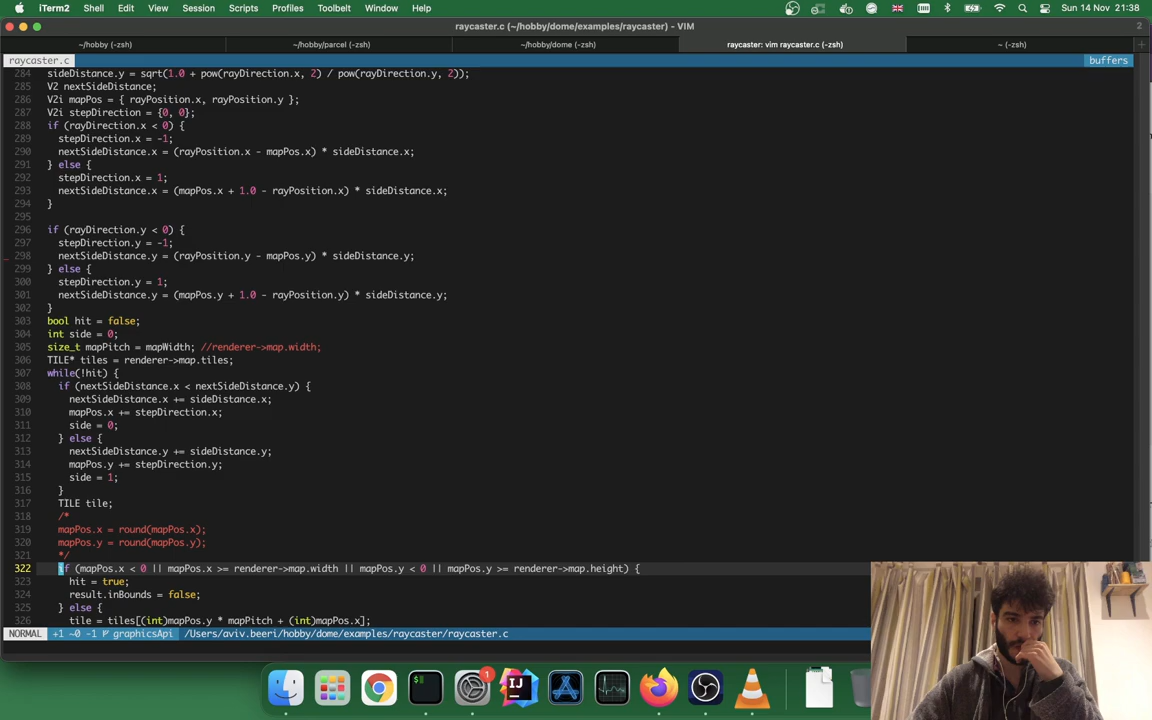 iTerm2 Shell Edit View Session Scripts Profiles Toolbelt Window Help Sun 14 Nov 21:38
raycaster.c (~/hobby/dome/examples/raycaster) - VIM 2
~/hobby (-zsh) ~/hobby/parcel (-zsh) ~/hobby/dome (-zsh) raycaster: vim raycaster.c (-zsh) ~ (-zsh)
raycaster.c buffers
284 sideDistance.y = sqrt(1.0 + pow(rayDirection.x, 2) / pow(rayDirection.y, 2));
285 V2 nextSideDistance;
286 V2i mapPos = { rayPosition.x, rayPosition.y };
287 V2i stepDirection = {0, 0};
288 if (rayDirection.x < 0) {
289 stepDirection.x = -1;
290 nextSideDistance.x = (rayPosition.x - mapPos.x) * sideDistance.x;
291 } else {
292 stepDirection.x = 1;
293 nextSideDistance.x = (mapPos.x + 1.0 - rayPosition.x) * sideDistance.x;
294 }
295
296 if (rayDirection.y < 0) {
297 stepDirection.y = -1;
298 nextSideDistance.y = (rayPosition.y - mapPos.y) * sideDistance.y;
299 } else {
300 stepDirection.y = 1;
301 nextSideDistance.y = (mapPos.y + 1.0 - rayPosition.y) * sideDistance.y;
302 }
303 bool hit = false;
304 int side = 0;
305 size_t mapPitch = mapWidth; //renderer->map.width;
306 TILE* tiles = renderer->map.tiles;
307 while(!hit) {
308 if (nextSideDistance.x < nextSideDistance.y) {
309 nextSideDistance.x += sideDistance.x;
310 mapPos.x += stepDirection.x;
311 side = 0;
312 } else {
313 nextSideDistance.y += sideDistance.y;
314 mapPos.y += stepDirection.y;
315 side = 1;
316 }
317 TILE tile;
318 /*
319 mapPos.x = round(mapPos.x);
320 mapPos.y = round(mapPos.y);
321 */
322 if (mapPos.x < 0 || mapPos.x >= renderer->map.width || mapPos.y < 0 || mapPos.y >= renderer->map.height) {
323 hit = true;
324 result.inBounds = false;
325 } else {
326 tile = tiles[(int)mapPos.y * mapPitch + (int)mapPos.x];
NORMAL +1 ~0 -1 graphicsApi /Users/aviv.beeri/hobby/dome/examples/raycaster/raycaster.c
1
IJ